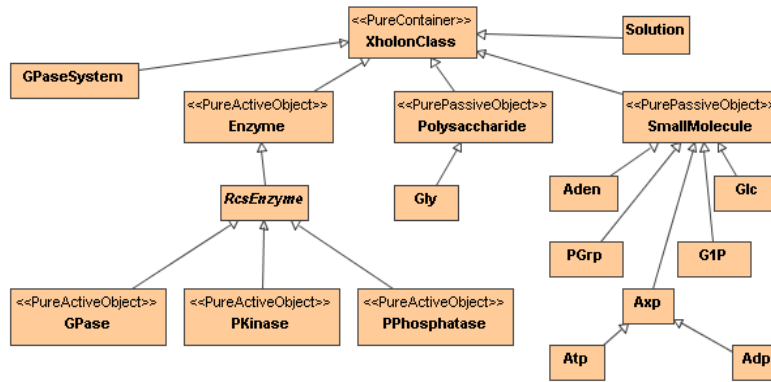 <<PureContainer>>
XholonClass
Solution
GPaseSystem
<<PureActiveObject>>
Enzyme
<<PurePassiveObject>>
Polysaccharide
<<PurePassiveObject>>
SmallMolecule
RcsEnzyme
Gly
Aden
Glc
PGrp
G1P
<<PureActiveObject>>
GPase
<<PureActiveObject>>
PKinase
<<PureActiveObject>>
PPhosphatase
Axp
Atp
Adp